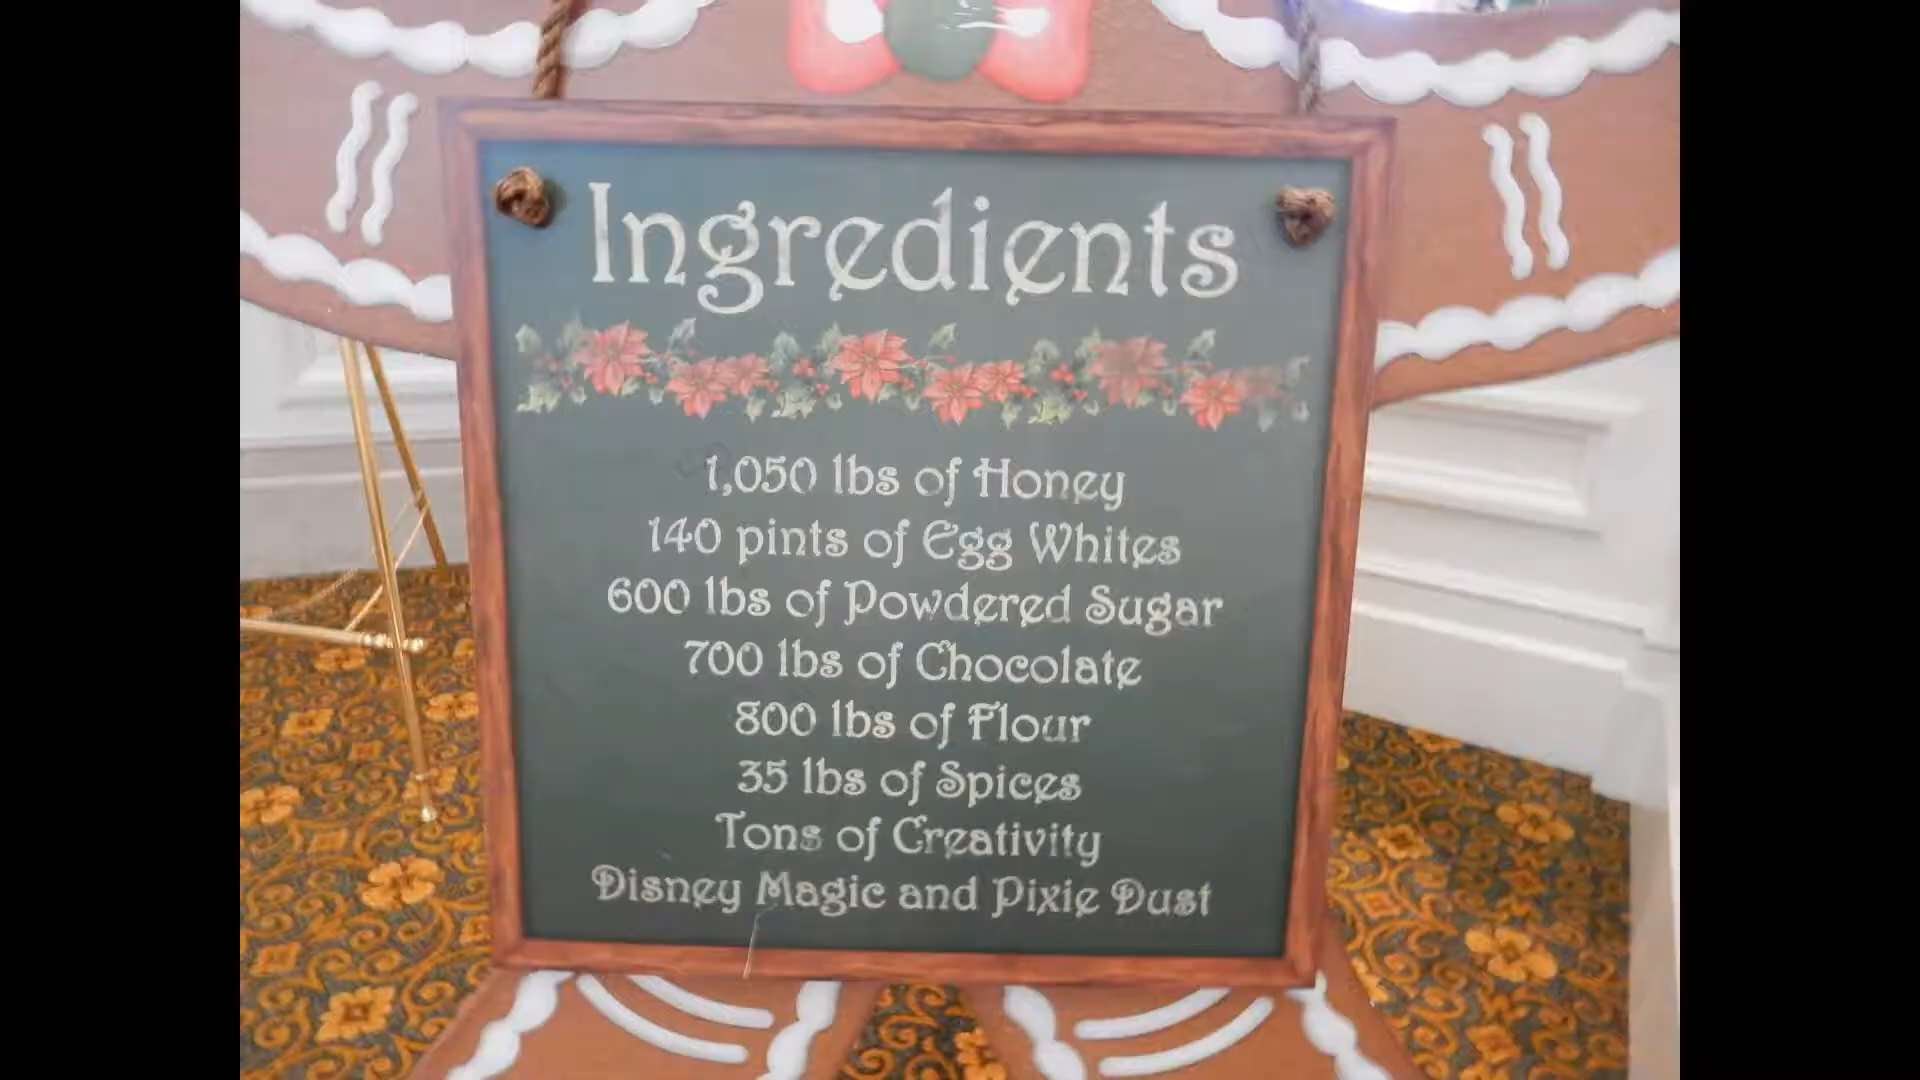 Ingredients
1,050 lbs of Honey
140 pints of Egg Whites
600 lbs of Powdered Sugar
700 lbs of Chocolate
800 lbs of Flour
35 lbs of Spices
Tons of Creativity
Disney Magic and Pixie Dust